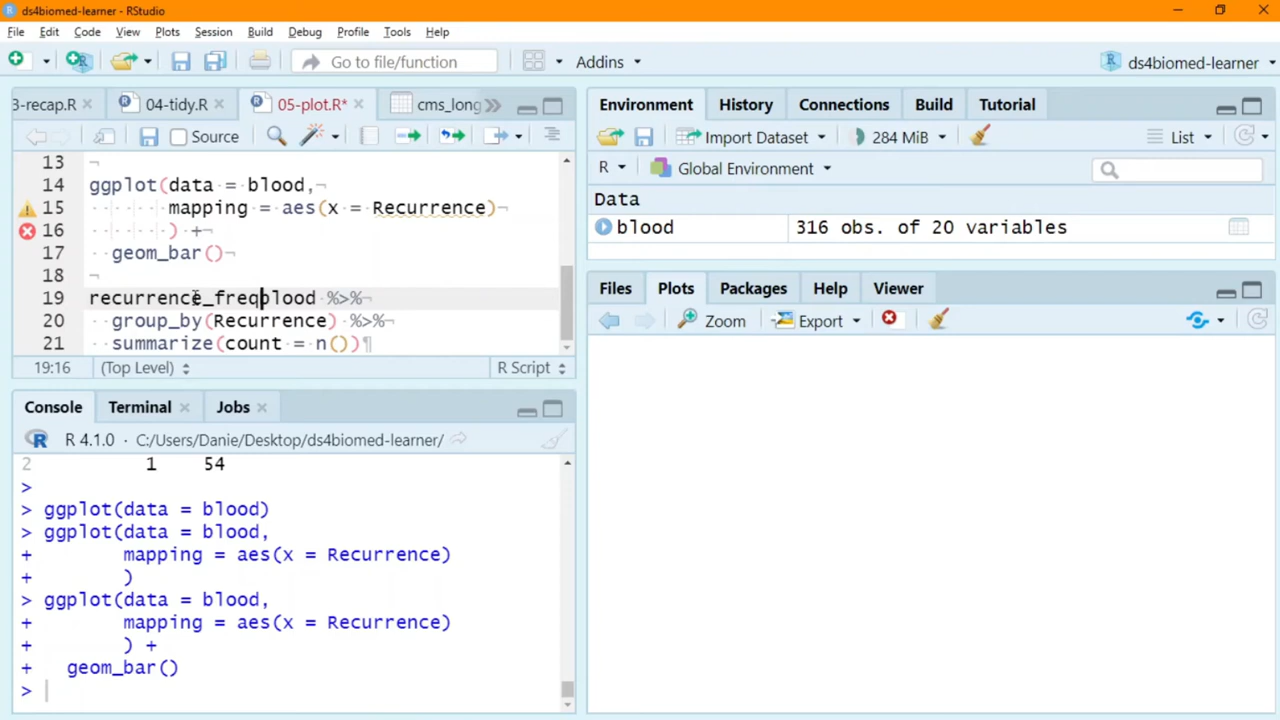 ds4biomed-learner - RStudio
File Edit Code View Plots Session Build Debug Profile Tools Help
Go to file/function Addins ds4biomed-learner
3-recap.R 04-tidy.R 05-plot.R* cms_long
Source
13
14 ggplot(data = blood,
15 mapping = aes(x = Recurrence)
16 ) +
17 geom_bar()
18
19 recurrence_freqblood %>%
20 group_by(Recurrence) %>%
21 summarize(count = n())
19:16 (Top Level) R Script
Console Terminal Jobs
R 4.1.0 · C:/Users/Danie/Desktop/ds4biomed-learner/
2 1 54
>
> ggplot(data = blood)
> ggplot(data = blood,
+ mapping = aes(x = Recurrence)
+ )
> ggplot(data = blood,
+ mapping = aes(x = Recurrence)
+ ) +
+ geom_bar()
>
Environment History Connections Build Tutorial
Import Dataset 284 MiB List
R Global Environment
Data
blood 316 obs. of 20 variables
Files Plots Packages Help Viewer
Zoom Export